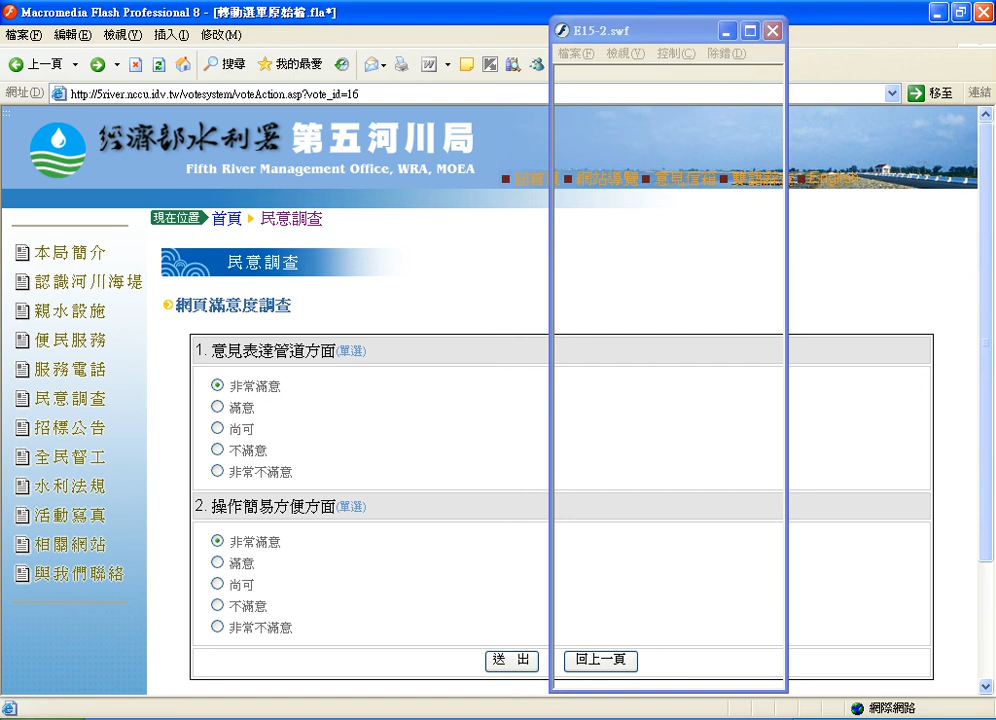 Macromedia Flash Professional 8 - [轉動選單原始檔.fla*]
檔案(F) 編輯(E) 檢視(V) 插入(I) 修改(M)
E15-2.swf
檔案(F) 檢視(V) 控制(C) 除錯(D)
上一頁 搜尋 我的最愛
網址(D) http://5river.nccu.idv.tw/votesystem/voteAction.asp?vote_id=16 移至 連結
經濟部水利署 第五河川局
Fifth River Management Office, WRA, MOEA
網站導覽 意見信箱 English
現在位置 首頁 民意調查
本局簡介
認識河川海堤
親水設施
便民服務
服務電話
民意調查
招標公告
全民督工
水利法規
活動寫真
相關網站
與我們聯絡
民意調查
網頁滿意度調查
1. 意見表達管道方面(單選)
非常滿意
滿意
尚可
不滿意
非常不滿意
2. 操作簡易方便方面(單選)
非常滿意
滿意
尚可
不滿意
非常不滿意
送 出 回上一頁
網際網路